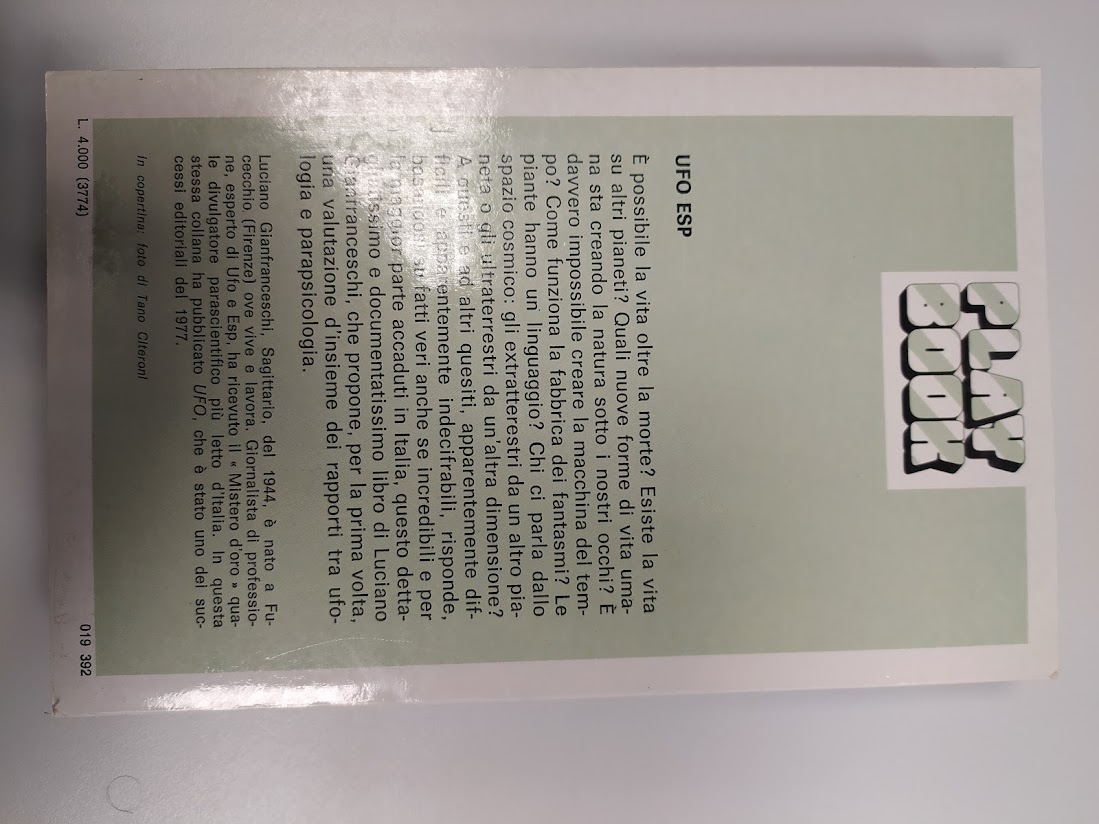 PLAY
BOOK
UFO ESP
È possibile la vita oltre la morte? Esiste la vita
su altri pianeti? Quali nuove forme di vita uma-
na sta creando la natura sotto i nostri occhi? È
davvero impossibile creare la macchina del tem-
po? Come funziona la fabbrica dei fantasmi? Le
piante hanno un linguaggio? Chi ci parla dallo
spazio cosmico: gli extratterestri da un altro pia-
neta o gli ultraterrestri da un'altra dimensione?
A questi e ad altri quesiti, apparentemente dif-
ficili e apparentemente indecifrabili, risponde,
basandosi su fatti veri anche se incredibili e per
la maggior parte accaduti in Italia, questo detta-
gliatissimo e documentatissimo libro di Luciano
Gianfranceschi, che propone, per la prima volta,
una valutazione d'insieme dei rapporti tra ufo-
logia e parapsicologia.
Luciano Gianfranceschi, Sagittario, del 1944, è nato a Fu-
cecchio (Firenze) ove vive e lavora. Giornalista di professio-
ne, esperto di Ufo e Esp, ha ricevuto il « Mistero d'oro » qua-
le divulgatore parascientifico più letto d'Italia. In questa
stessa collana ha pubblicato UFO, che è stato uno dei suc-
cessi editoriali del 1977.
In copertina: foto di Tano Citeroni
L. 4.000 (3774)
019 392